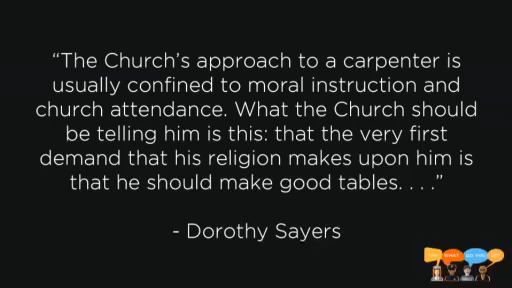 “The Church’s approach to a carpenter is
usually confined to moral instruction and
church attendance. What the Church should
be telling him is this: that the very first
demand that his religion makes upon him is
that he should make good tables. . . .”
- Dorothy Sayers
WHAT